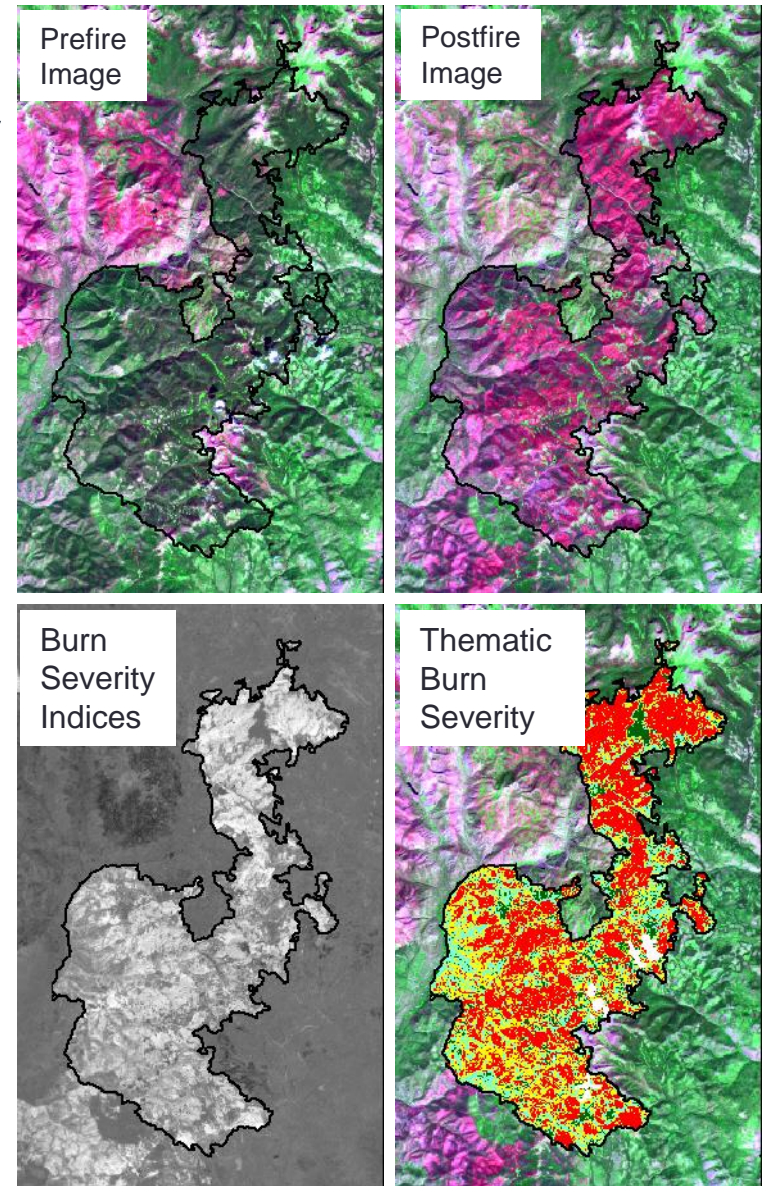 Prefire
Image
Postfire
Image
Burn
Severity
Indices
Thematic
Burn
Severity